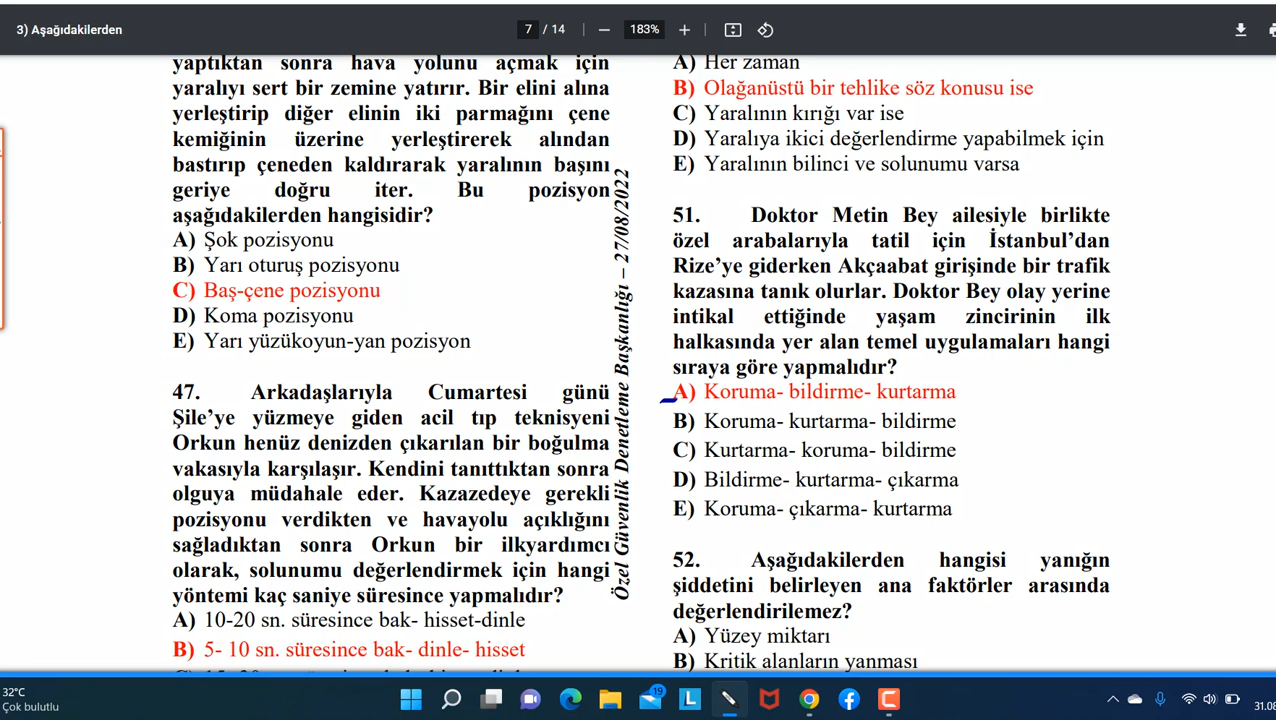 3) Aşağıdakilerden
7 / 14
183%
yaptıktan sonra hava yolunu açmak için
yaralıyı sert bir zemine yatırır. Bir elini alına
yerleştirip diğer elinin iki parmağını çene
kemiğinin üzerine yerleştirerek alından
bastırıp çeneden kaldırarak yaralının başını
geriye doğru iter. Bu pozisyon
aşağıdakilerden hangisidir?
A) Şok pozisyonu
B) Yarı oturuş pozisyonu
C) Baş-çene pozisyonu
D) Koma pozisyonu
E) Yarı yüzükoyun-yan pozisyon
47. Arkadaşlarıyla Cumartesi günü
Şile’ye yüzmeye giden acil tıp teknisyeni
Orkun henüz denizden çıkarılan bir boğulma
vakasıyla karşılaşır. Kendini tanıttıktan sonra
olguya müdahale eder. Kazazedeye gerekli
pozisyonu verdikten ve havayolu açıklığını
sağladıktan sonra Orkun bir ilkyardımcı
olarak, solunumu değerlendirmek için hangi
yöntemi kaç saniye süresince yapmalıdır?
A) 10-20 sn. süresince bak- hisset-dinle
B) 5- 10 sn. süresince bak- dinle- hisset
Özel Güvenlik Denetleme Başkanlığı – 27/08/2022
A) Her zaman
B) Olağanüstü bir tehlike söz konusu ise
C) Yaralının kırığı var ise
D) Yaralıya ikici değerlendirme yapabilmek için
E) Yaralının bilinci ve solunumu varsa
51. Doktor Metin Bey ailesiyle birlikte
özel arabalarıyla tatil için İstanbul’dan
Rize’ye giderken Akçaabat girişinde bir trafik
kazasına tanık olurlar. Doktor Bey olay yerine
intikal ettiğinde yaşam zincirinin ilk
halkasında yer alan temel uygulamaları hangi
sıraya göre yapmalıdır?
A) Koruma- bildirme- kurtarma
B) Koruma- kurtarma- bildirme
C) Kurtarma- koruma- bildirme
D) Bildirme- kurtarma- çıkarma
E) Koruma- çıkarma- kurtarma
52. Aşağıdakilerden hangisi yanığın
şiddetini belirleyen ana faktörler arasında
değerlendirilemez?
A) Yüzey miktarı
B) Kritik alanların yanması
32°C
Çok bulutlu
19
L
31.08